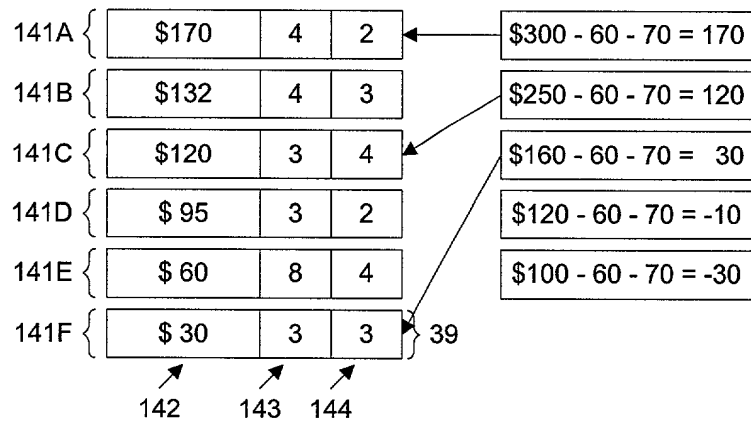 141A { $170 4 2 $300 - 60 - 70 = 170
141B { $132 4 3 $250 - 60 - 70 = 120
141C { $120 3 4 $160 - 60 - 70 = 30
141D { $ 95 3 2 $120 - 60 - 70 = -10
141E { $ 60 8 4 $100 - 60 - 70 = -30
141F { $ 30 3 3 } 39
142 143 144